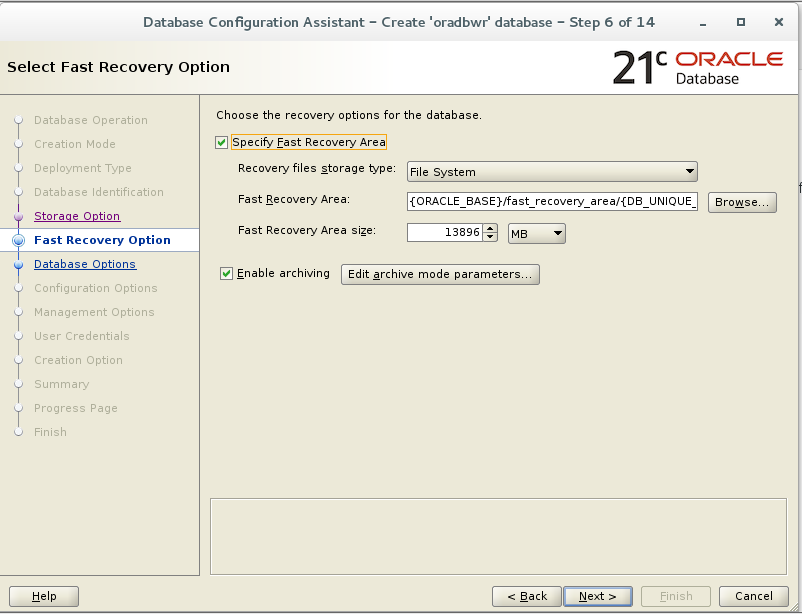 Database Configuration Assistant – Create 'oradbwr' database – Step 6 of 14
Select Fast Recovery Option
21c ORACLE
Database
Database Operation
Creation Mode
Deployment Type
Database Identification
Storage Option
Fast Recovery Option
Database Options
Configuration Options
Management Options
User Credentials
Creation Option
Summary
Progress Page
Finish
Choose the recovery options for the database.
Specify Fast Recovery Area
Recovery files storage type: File System
Fast Recovery Area: {ORACLE_BASE}/fast_recovery_area/{DB_UNIQUE_ Browse...
Fast Recovery Area size: 13896 MB
Enable archiving Edit archive mode parameters...
Help < Back Next > Finish Cancel